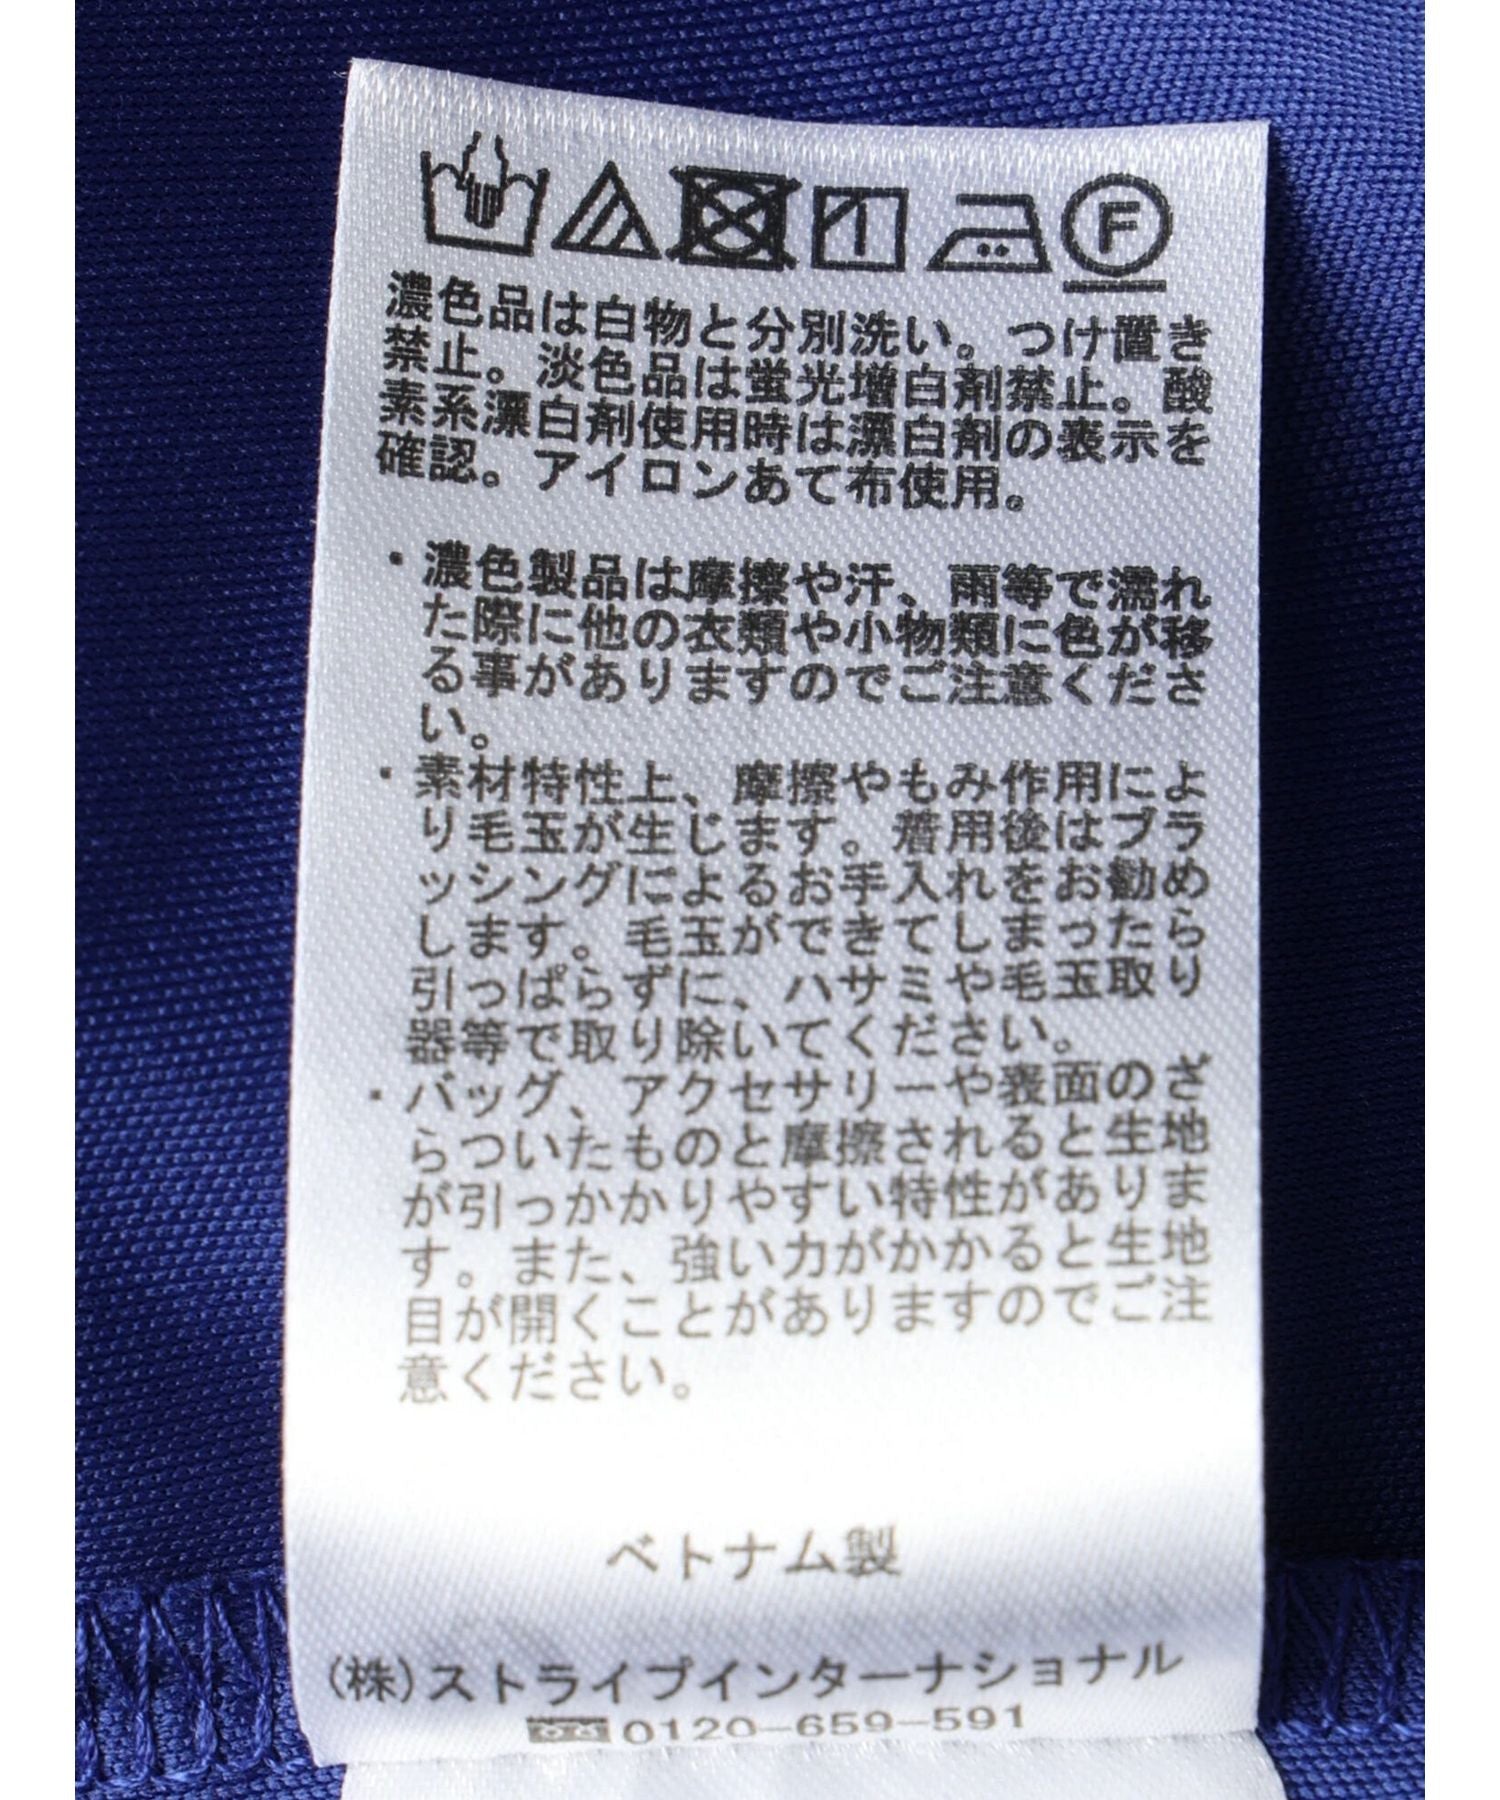 F
濃色品は白物と分別洗い。つけ置き
禁止。淡色品は蛍光増白剤禁止。酸
素系漂白剤使用時は漂白剤の表示を
確認。アイロンあて布使用。
・濃色製品は摩擦や汗、雨等で濡れ
た際に他の衣類や小物類に色が移
る事がありますのでご注意くださ
い。
・素材特性上、摩擦やもみ作用によ
り毛玉が生じます。着用後はブラ
ッシングによるお手入れをお勧め
します。毛玉ができてしまったら
引っぱらずに、ハサミや毛玉取り
器等で取り除いてください。
・バッグ、アクセサリーや表面のざ
らついたものと摩擦されると生地
が引っかかりやすい特性がありま
す。また、強い力がかかると生地
目が開くことがありますのでご注
意ください。
ベトナム製
(株)ストライプインターナショナル
0120-659-591